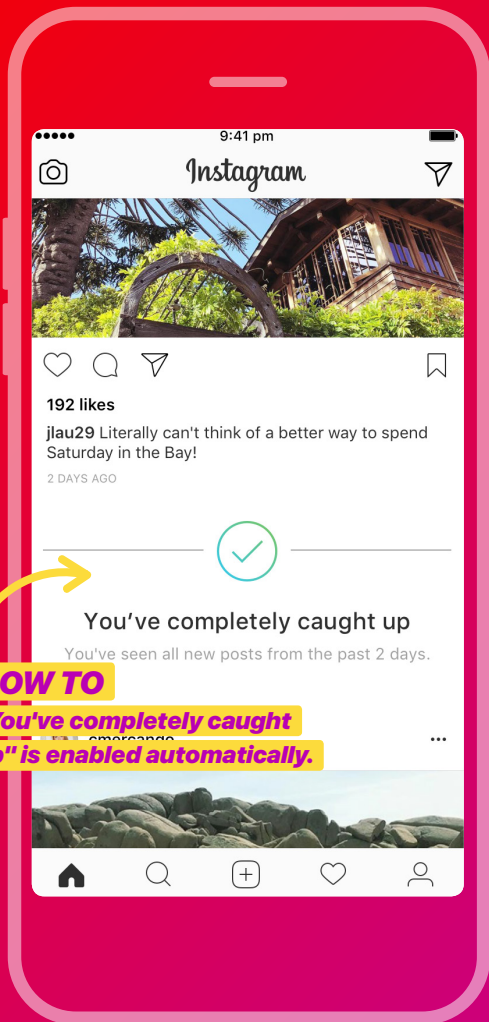 9:41 pm
Instagram
192 likes
jlau29 Literally can't think of a better way to spend
Saturday in the Bay!
2 DAYS AGO
You've completely caught up
You've seen all new posts from the past 2 days.
OW TO
You've completely caught
" is enabled automatically.